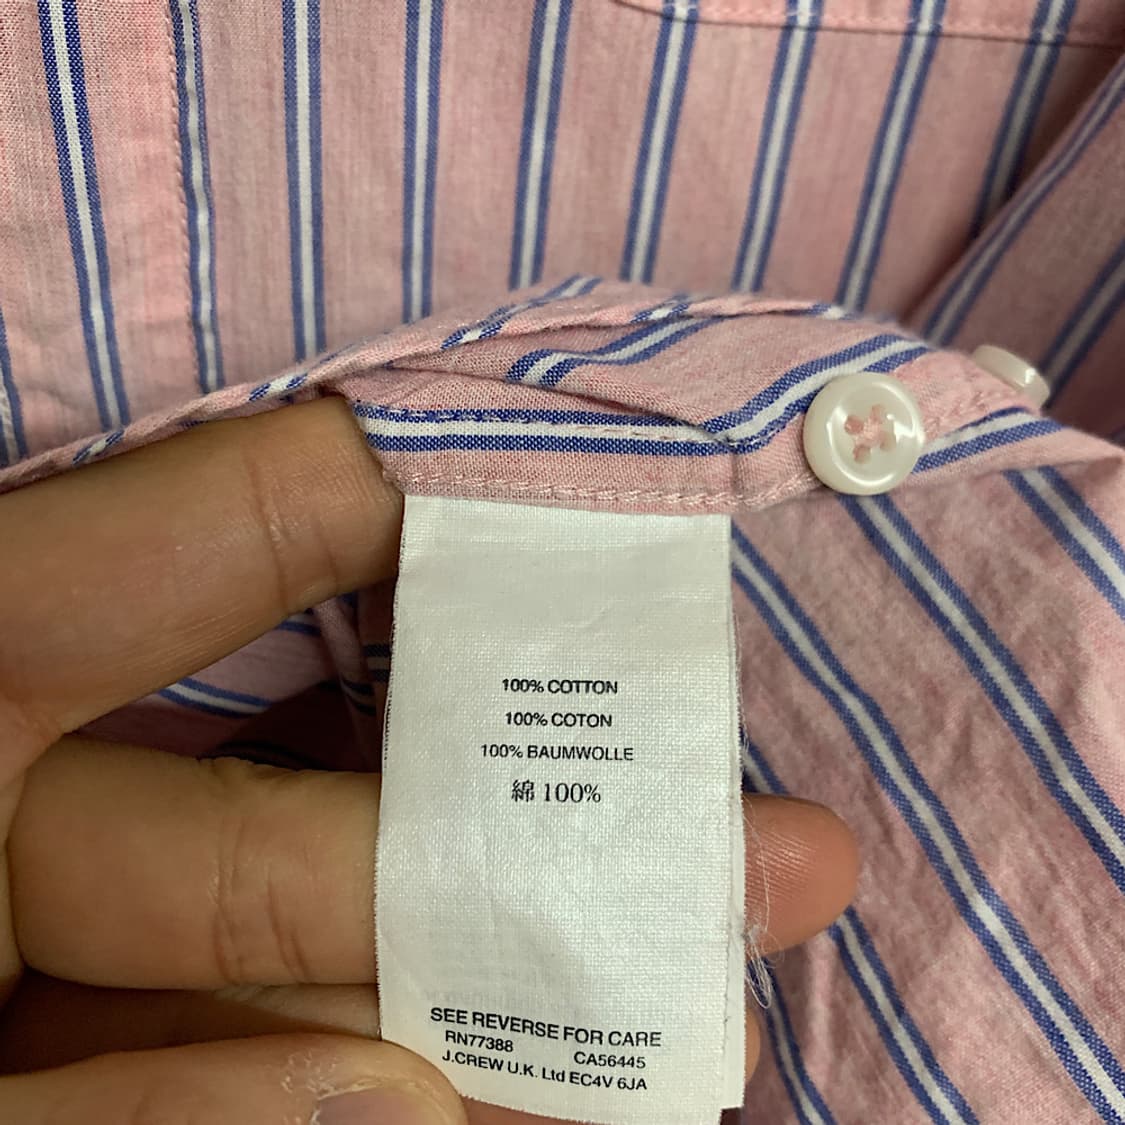 100% COTTON
100% COTON
100% BAUMWOLLE
綿 100%
SEE REVERSE FOR CARE
RN77388 CA56445
J.CREW U.K. Ltd EC4V 6JA